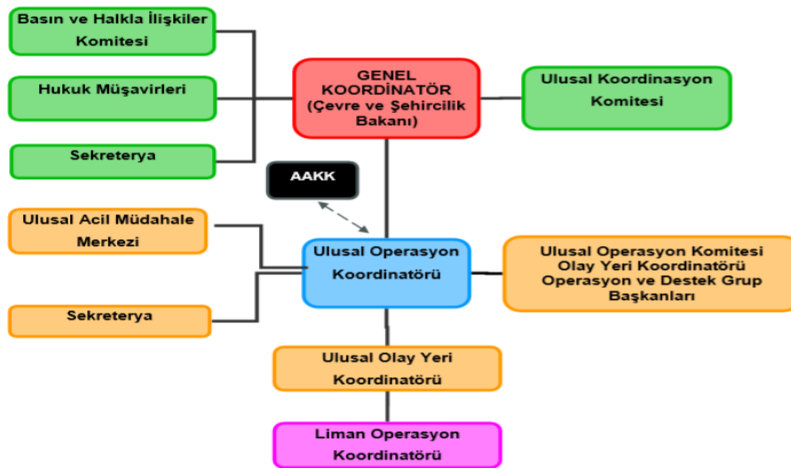 Basın ve Halkla İlişkiler
Komitesi
GENEL
KOORDİNATÖR
(Çevre ve Şehircilik
Bakanı)
Ulusal Koordinasyon
Komitesi
Hukuk Müşavirleri
Sekreterya
AAKK
Ulusal Acil Müdahale
Merkezi
Ulusal Operasyon
Koordinatörü
Ulusal Operasyon Komitesi
Olay Yeri Koordinatörü
Operasyon ve Destek Grup
Başkanları
Sekreterya
Ulusal Olay Yeri
Koordinatörü
Liman Operasyon
Koordinatörü